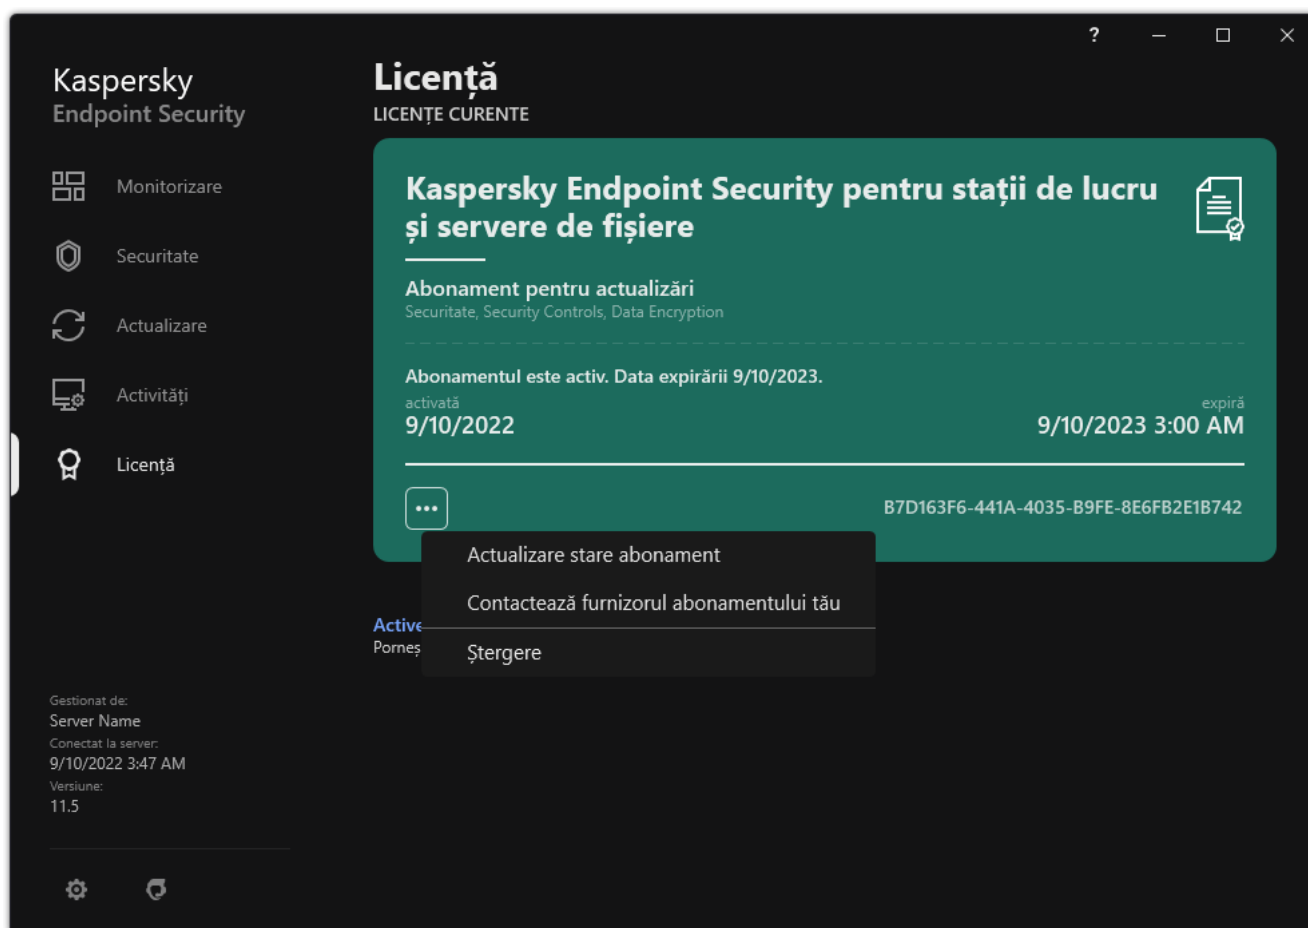 ?
Kaspersky
Endpoint Security
Monitorizare
Securitate
Actualizare
Activități
Licență
Gestionat de:
Server Name
Conectat la server:
9/10/2022 3:47 AM
Versiune:
11.5
Licență
LICENȚE CURENTE
Kaspersky Endpoint Security pentru stații de lucru
și servere de fișiere
Abonament pentru actualizări
Securitate, Security Controls, Data Encryption
Abonamentul este activ. Data expirării 9/10/2023.
activată expiră
9/10/2022 9/10/2023 3:00 AM
B7D163F6-441A-4035-B9FE-8E6FB2E1B742
Actualizare stare abonament
Contactează furnizorul abonamentului tău
Ștergere